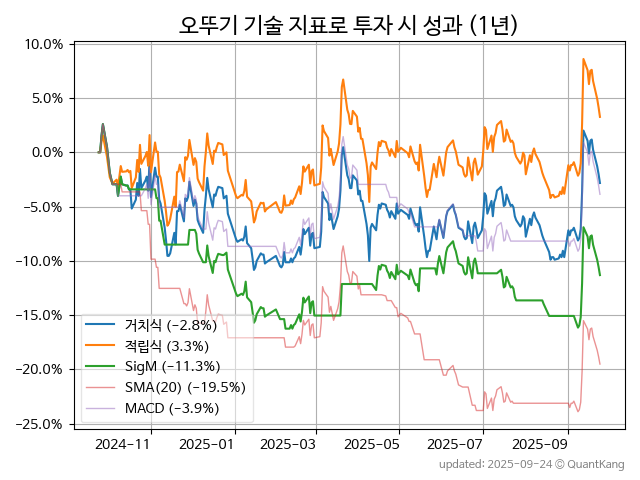 오뚜기 기술 지표로 투자 시 성과 (1년)
10.0%
5.0%
0.0%
−5.0%
−10.0%
−15.0%
−20.0%
−25.0%
거치식 (−2.8%)
적립식 (3.3%)
SigM (−11.3%)
SMA(20) (−19.5%)
MACD (−3.9%)
2024−11
2025−01
2025−03
2025−05
2025−07
2025−09
updated: 2025-09-24 © QuantKang